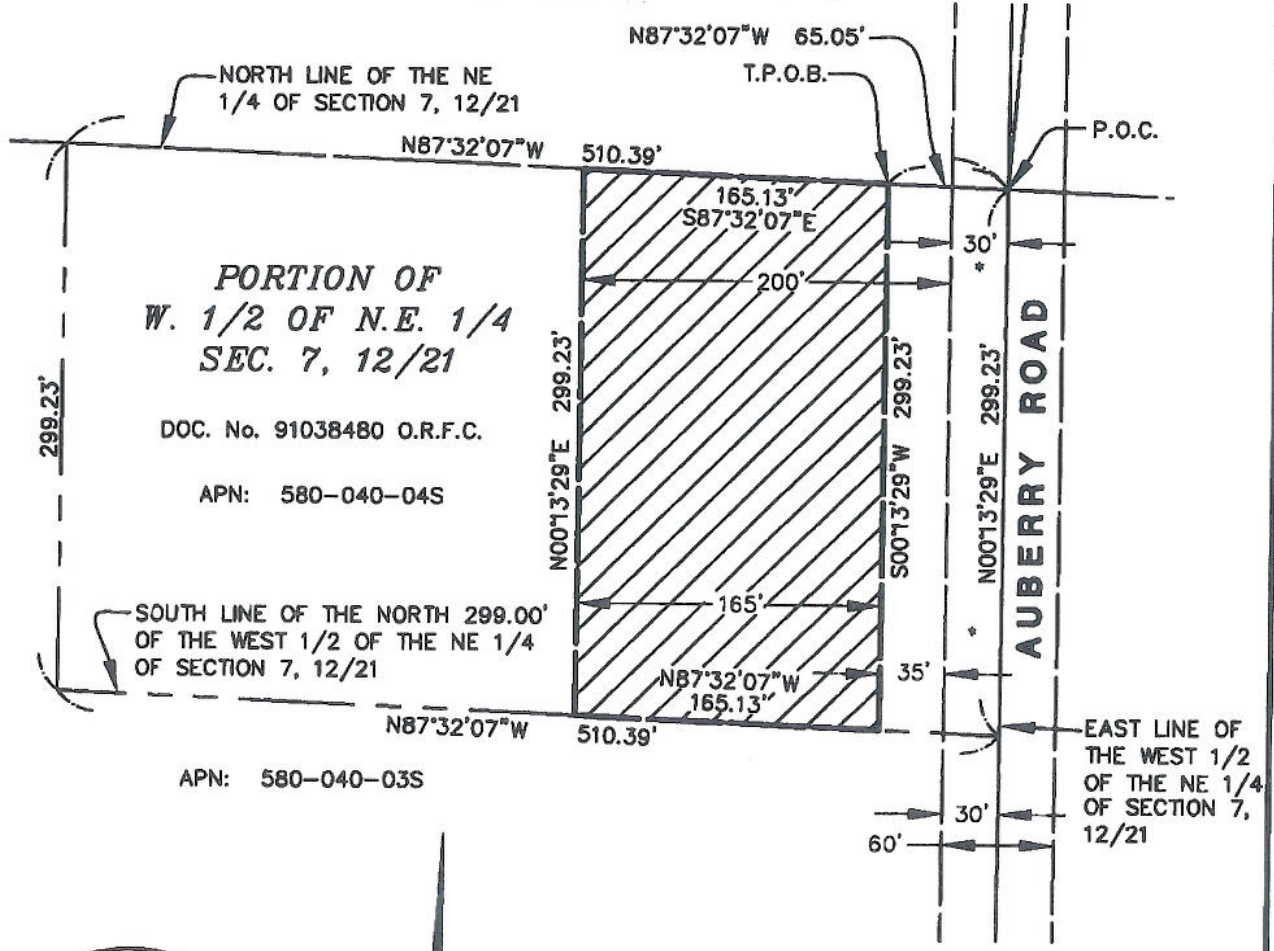 N87°32'07"W 65.05'
T.P.O.B.
NORTH LINE OF THE NE
1/4 OF SECTION 7, 12/21
P.O.C.
N87°32'07"W 510.39'
165.13'
S87°32'07"E
30'
*
200'
PORTION OF
W. 1/2 OF N.E. 1/4
SEC. 7, 12/21
299.23'
N00°13'29"E 299.23'
S00°13'29"W 299.23'
N00°13'29"E 299.23'
AUBERRY ROAD
DOC. No. 91038480 O.R.F.C.
APN: 580-040-04S
165'
*
SOUTH LINE OF THE NORTH 299.00'
OF THE WEST 1/2 OF THE NE 1/4
OF SECTION 7, 12/21
35'
N87°32'07"W
165.13'
N87°32'07"W 510.39'
EAST LINE OF
THE WEST 1/2
OF THE NE 1/4
OF SECTION 7,
12/21
APN: 580-040-03S
30'
60'